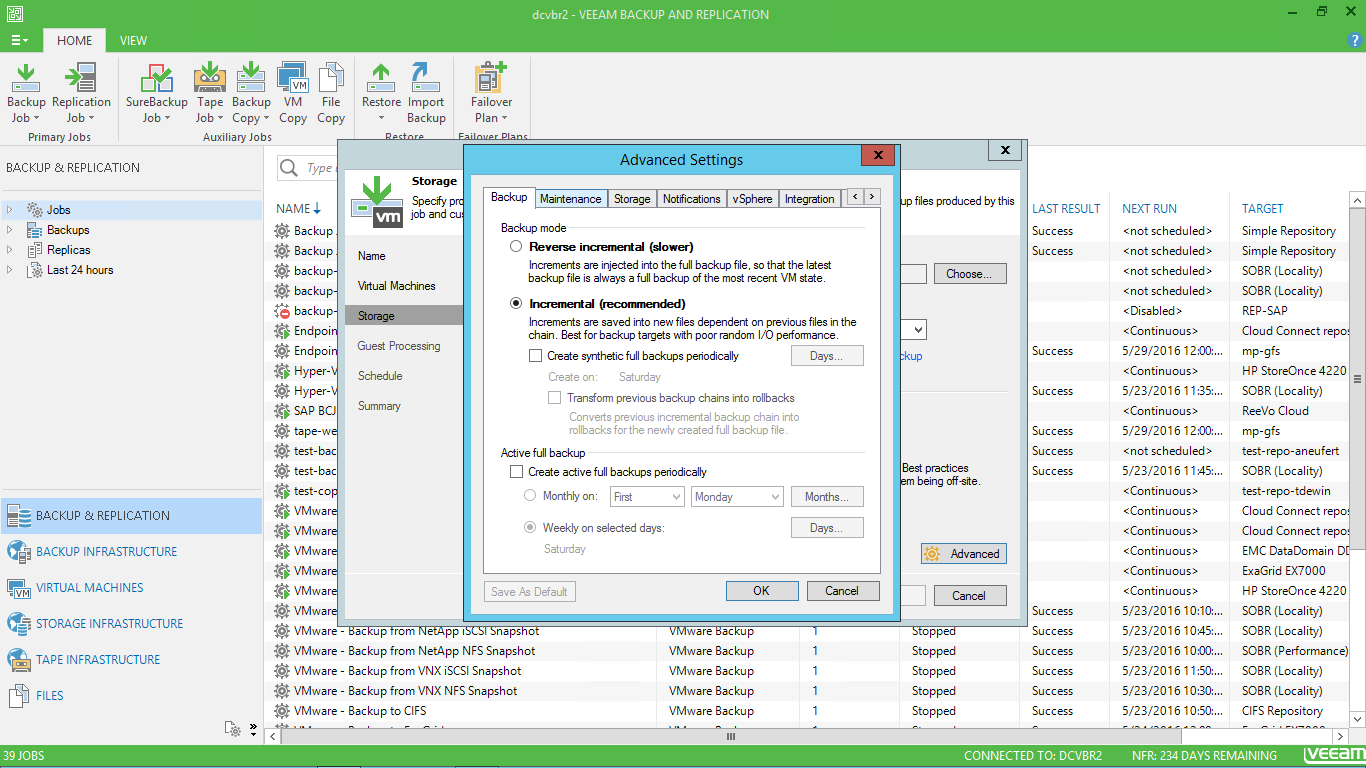 dcvbr2 - VEEAM BACKUP AND REPLICATION
HOME
VIEW
Backup Job
Replication Job
SureBackup Job
Tape Job
Backup Copy
VM Copy
File Copy
Restore
Import Backup
Failover Plan
Primary Jobs
Auxiliary Jobs
Restore
Failover Plans
BACKUP & REPLICATION
Jobs
Backups
Replicas
Last 24 hours
BACKUP & REPLICATION
BACKUP INFRASTRUCTURE
VIRTUAL MACHINES
STORAGE INFRASTRUCTURE
TAPE INFRASTRUCTURE
FILES
Type
NAME
Backup
Backup
backup-
backup-
backup-
Endpoin
Endpoin
Hyper-V
Hyper-V
SAP BCJ
tape-we
test-bac
test-bac
test-cop
VMware
VMware
VMware
VMware
VMware
VMware
vm
Storage
Specify pro
job and cus
up files produced by this
Name
Virtual Machines
Storage
Guest Processing
Schedule
Summary
Choose...
ckup
Best practices
em being off-site.
Advanced
Cancel
Advanced Settings
Backup
Maintenance
Storage
Notifications
vSphere
Integration
Backup mode
Reverse incremental (slower)
Increments are injected into the full backup file, so that the latest
backup file is always a full backup of the most recent VM state.
Incremental (recommended)
Increments are saved into new files dependent on previous files in the
chain. Best for backup targets with poor random I/O performance.
Create synthetic full backups periodically
Days...
Create on: Saturday
Transform previous backup chains into rollbacks
Converts previous incremental backup chain into
rollbacks for the newly created full backup file.
Active full backup
Create active full backups periodically
Monthly on: First Monday Months...
Weekly on selected days: Days...
Saturday
Save As Default
OK
Cancel
LAST RESULT NEXT RUN TARGET
Success <not scheduled> Simple Repository
Success <not scheduled> Simple Repository
<not scheduled> SOBR (Locality)
<not scheduled> SOBR (Locality)
<Disabled> REP-SAP
<Continuous> Cloud Connect repos
Success 5/29/2016 12:00:... mp-gfs
<Continuous> HP StoreOnce 4220
Success 5/23/2016 11:35:... SOBR (Locality)
<Continuous> ReeVo Cloud
Success 5/29/2016 12:00:... mp-gfs
Success <not scheduled> test-repo-aneufert
Success 5/23/2016 11:45:... SOBR (Locality)
<Continuous> test-repo-tdewin
<Continuous> Cloud Connect repos
<Continuous> Cloud Connect repos
<Continuous> EMC DataDomain DD
<Continuous> ExaGrid EX7000
<Continuous> HP StoreOnce 4220
Success 5/23/2016 10:10:... SOBR (Locality)
VMware - Backup from NetApp iSCSI Snapshot VMware Backup 1 Stopped Success 5/23/2016 10:45:... SOBR (Locality)
VMware - Backup from NetApp NFS Snapshot VMware Backup 1 Stopped Success 5/23/2016 10:00:... SOBR (Performance)
VMware - Backup from VNX iSCSI Snapshot VMware Backup 1 Stopped Success 5/23/2016 11:50:... SOBR (Locality)
VMware - Backup from VNX NFS Snapshot VMware Backup 1 Stopped Success 5/23/2016 10:30:... SOBR (Locality)
VMware - Backup to CIFS VMware Backup 1 Stopped Success 5/23/2016 10:50:... CIFS Repository
39 JOBS
CONNECTED TO: DCVBR2
NFR: 234 DAYS REMAINING
veeam